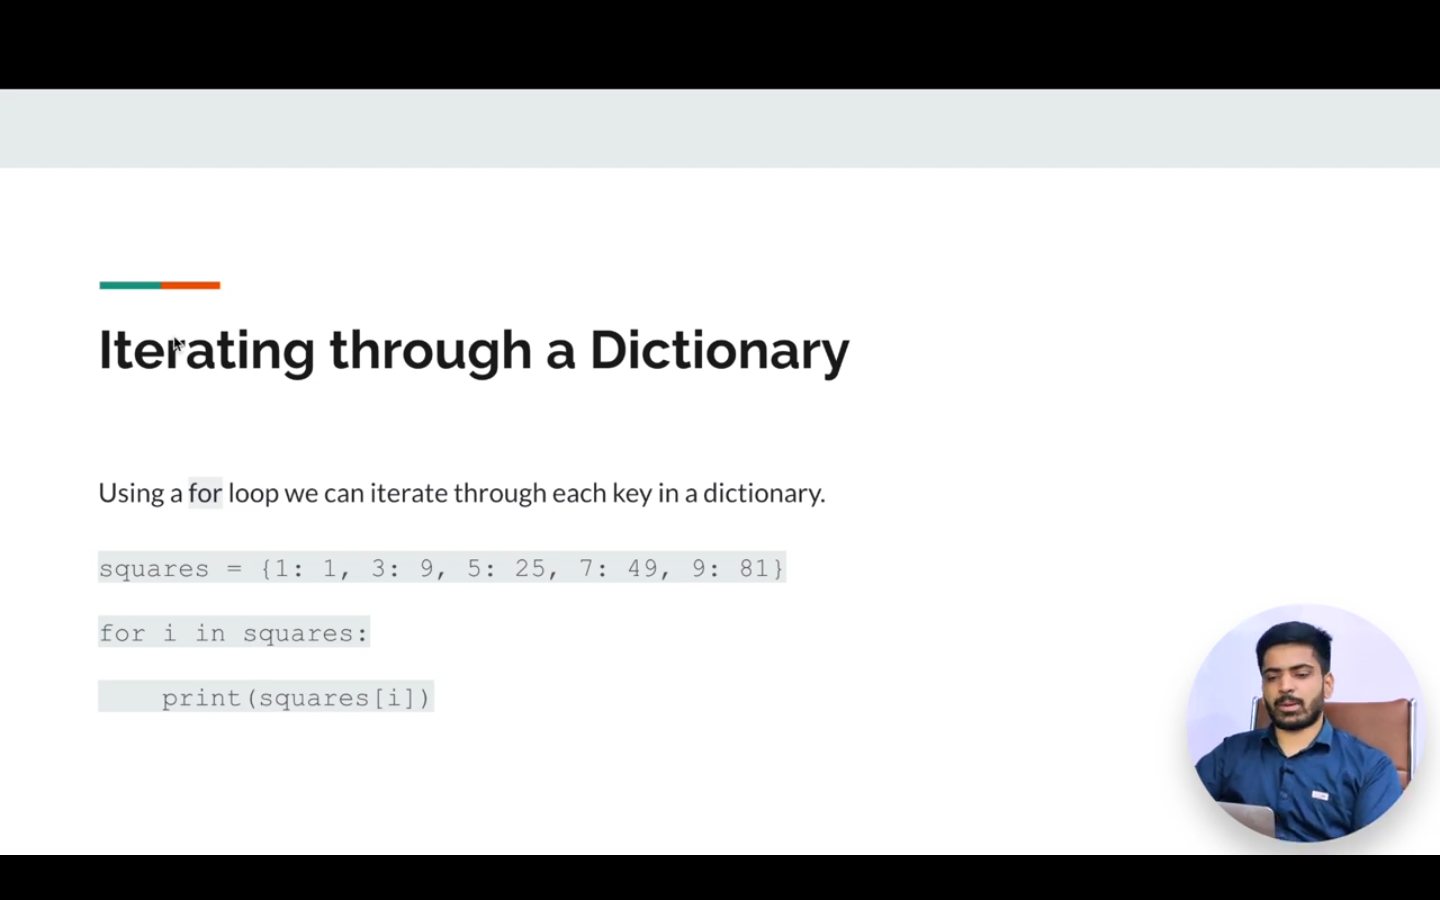 Iterating through a Dictionary
Using a for loop we can iterate through each key in a dictionary.
squares = {1: 1, 3: 9, 5: 25, 7: 49, 9: 81}
for i in squares:
    print(squares[i])